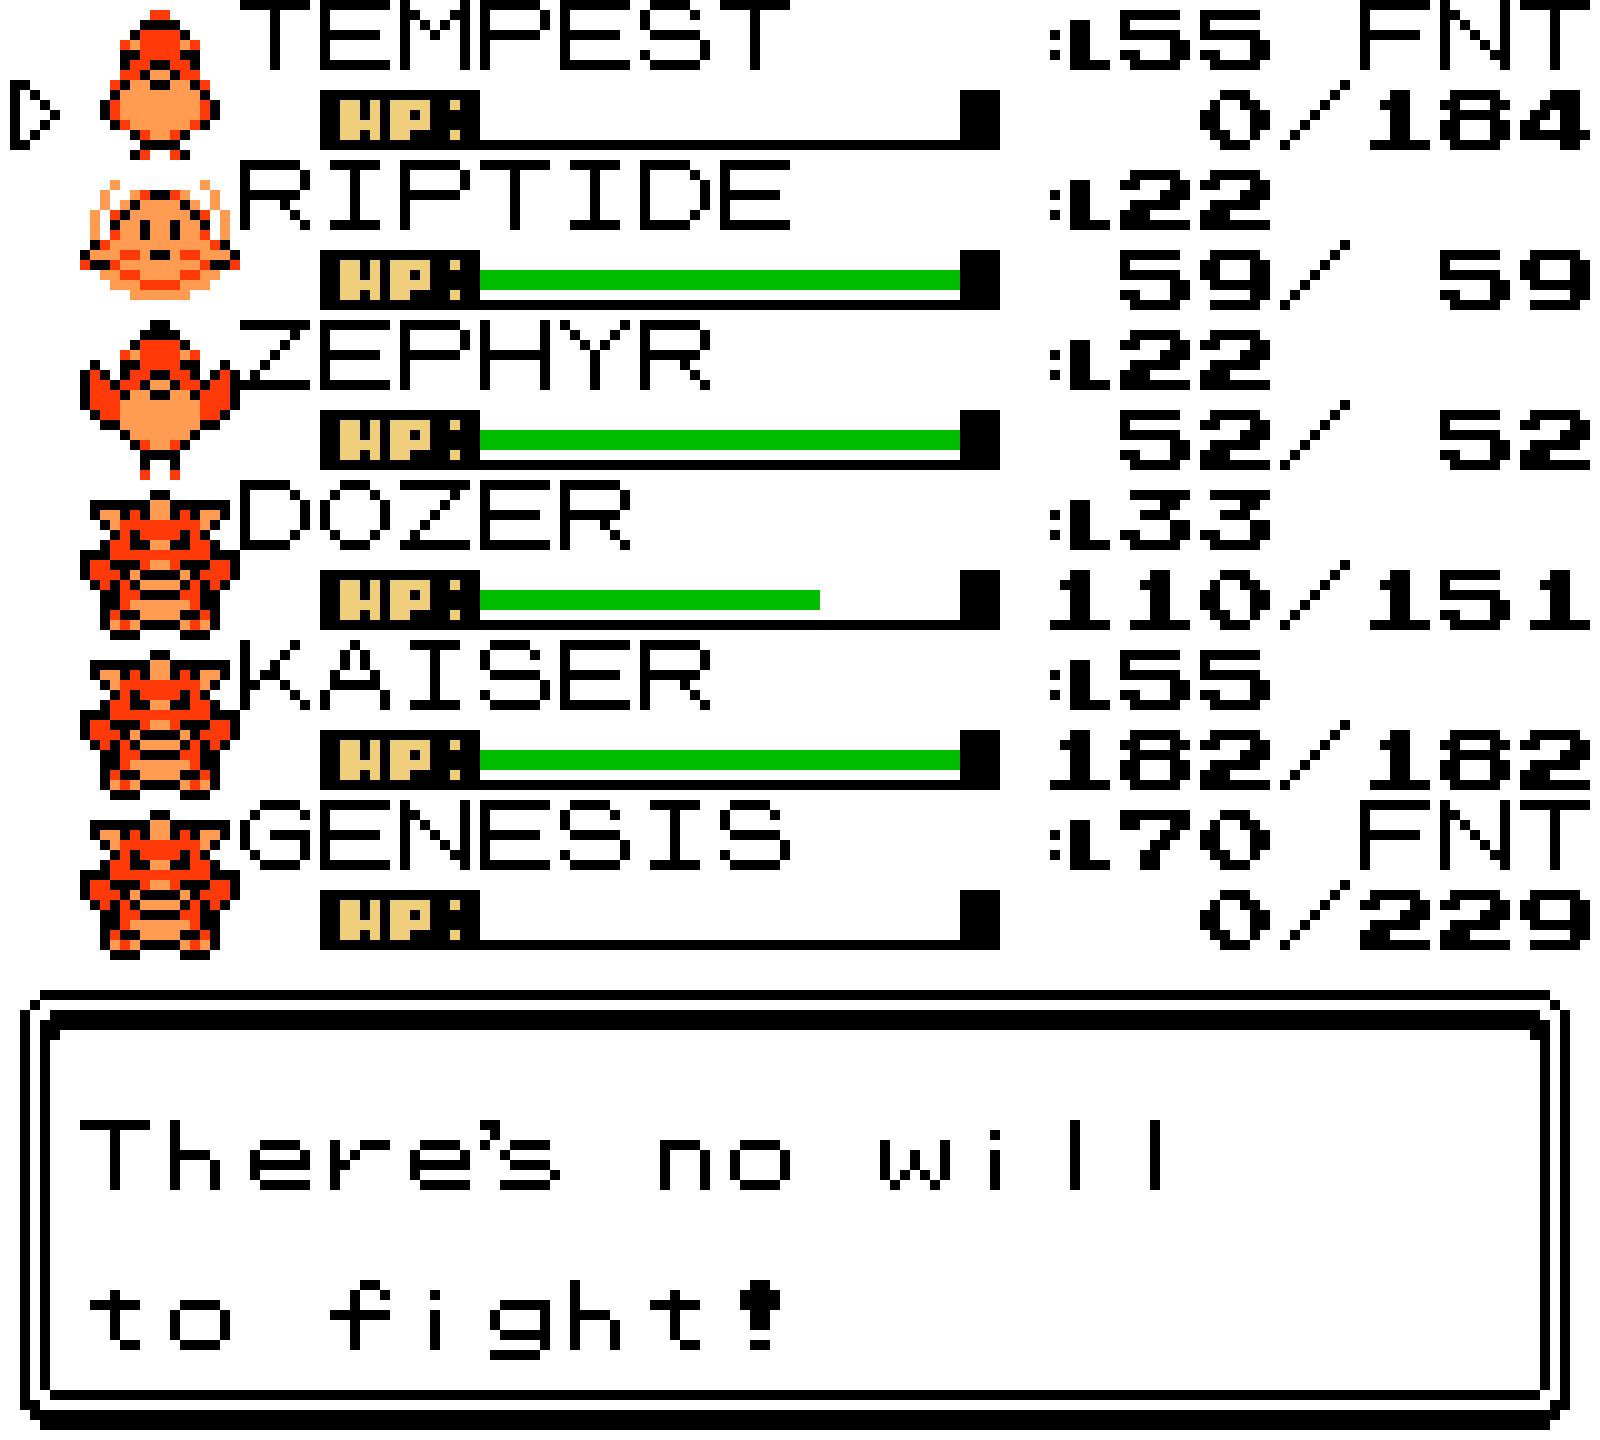 TEMPEST :L55 FNT
HP: 0/184
RIPTIDE :L22
HP: 59/ 59
ZEPHYR :L22
HP: 52/ 52
DOZER :L33
HP: 110/151
KAISER :L55
HP: 182/182
GENESIS :L70 FNT
HP: 0/229
There's no will
to fight!